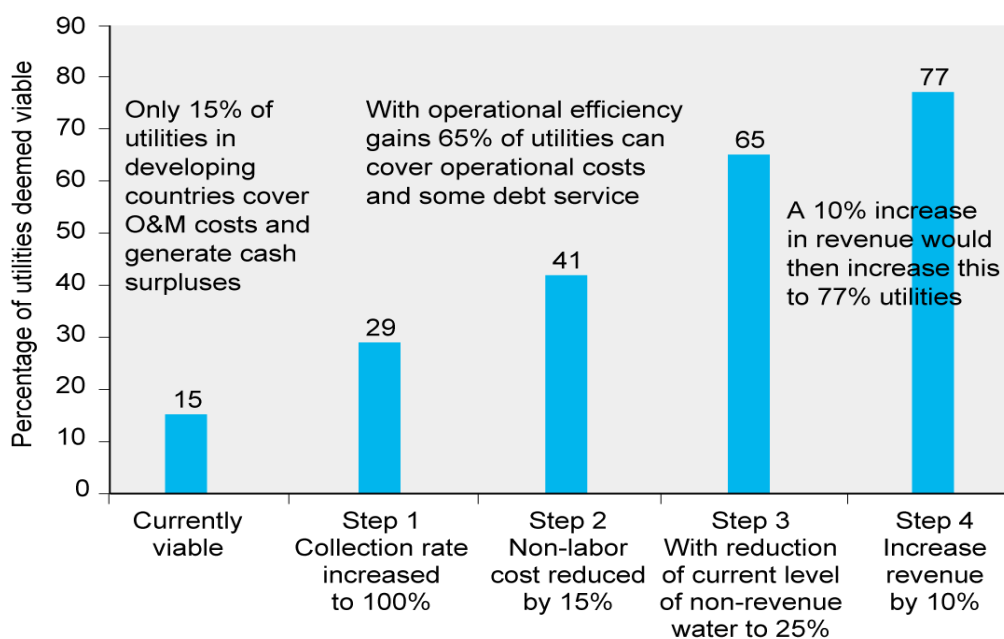 Percentage of utilities deemed viable
90
80
70
60
50
40
30
20
10
0
Only 15% of
utilities in
developing
countries cover
O&M costs and
generate cash
surpluses
With operational efficiency
gains 65% of utilities can
cover operational costs
and some debt service
A 10% increase
in revenue would
then increase this
to 77% utilities
15
29
41
65
77
Currently
viable
Step 1
Collection rate
increased
to 100%
Step 2
Non-labor
cost reduced
by 15%
Step 3
With reduction
of current level
of non-revenue
water to 25%
Step 4
Increase
revenue
by 10%